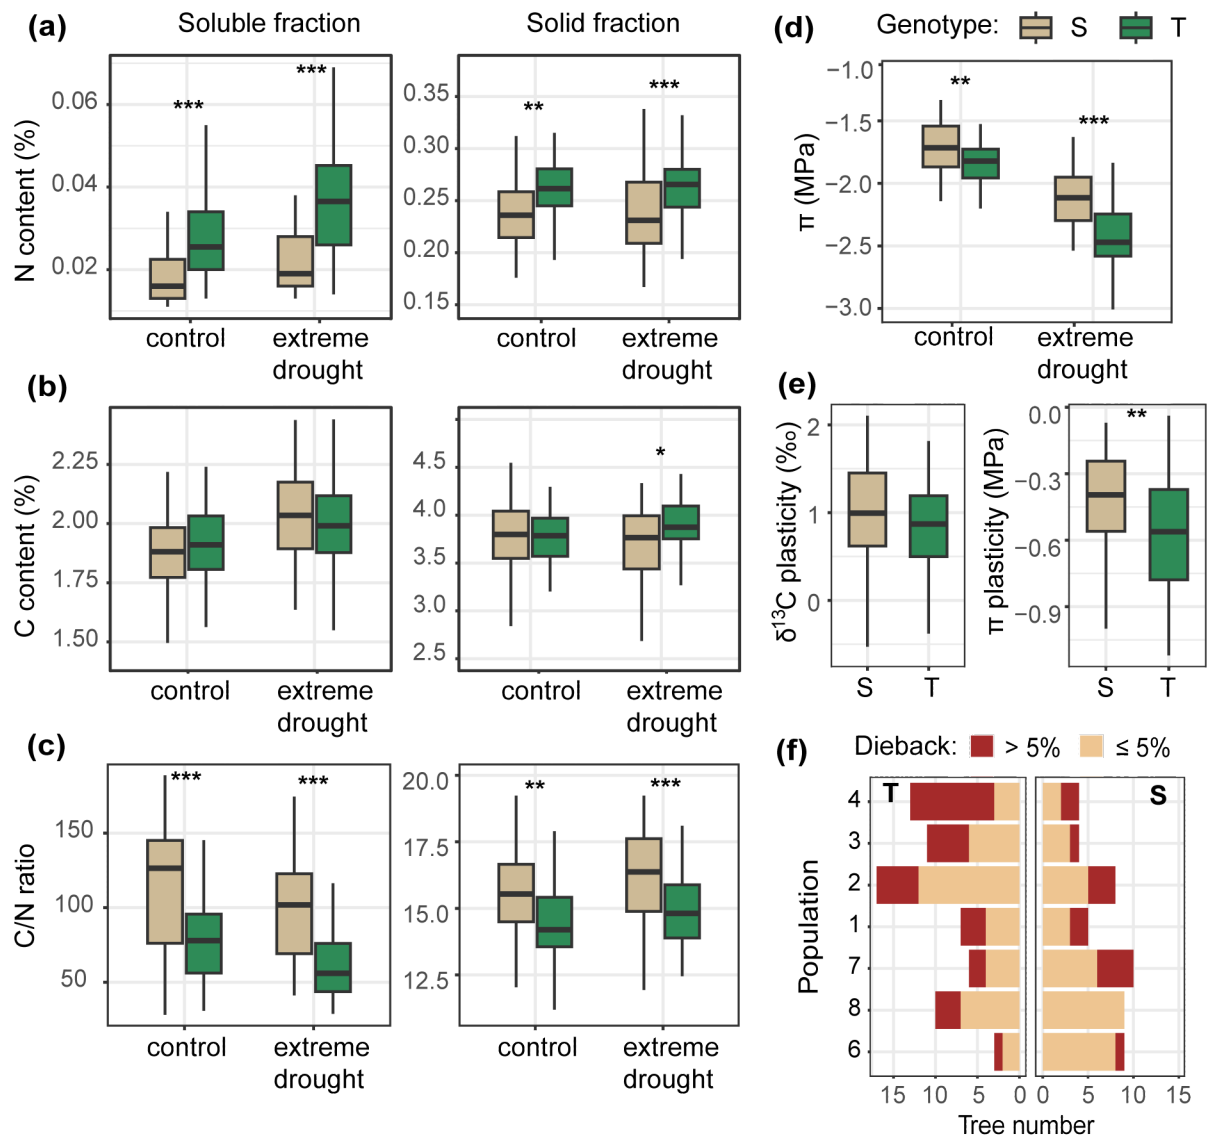 (a) Soluble fraction Solid fraction
N content (%)
0.06
0.04
0.02
***
***
control extreme
drought
0.35
0.30
0.25
0.20
0.15
**
***
control extreme
drought
(b)
C content (%)
2.25
2.00
1.75
1.50
control extreme
drought
4.5
4.0
3.5
3.0
2.5
*
control extreme
drought
(c)
C/N ratio
150
100
50
***
***
control extreme
drought
20.0
17.5
15.0
12.5
**
***
control extreme
drought
(d) Genotype: S T
π (MPa)
−1.0
−1.5
−2.0
−2.5
−3.0
**
***
control extreme
drought
(e)
δ¹³C plasticity (‰)
2
1
0
S T
π plasticity (MPa)
0.0
−0.3
−0.6
−0.9
**
S T
(f) Dieback: > 5% ≤ 5%
T S
Population
4
3
2
1
7
8
6
15 10 5 0 0 5 10 15
Tree number